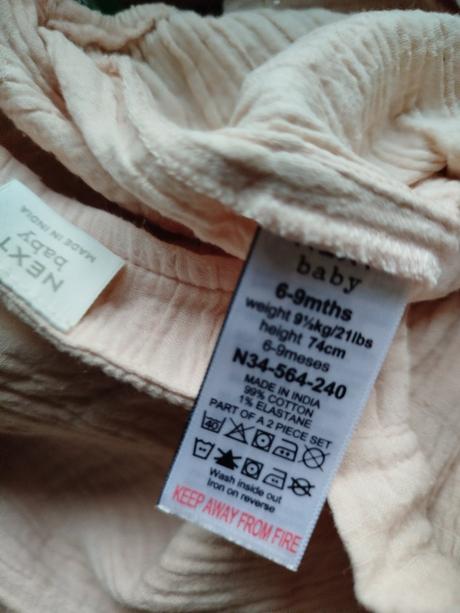 NEXT
baby
MADE IN INDIA
NEXT
baby
6-9mths
weight 9½kg/21lbs
height 74cm
6-9meses
N34-564-240
MADE IN INDIA
99% COTTON
1% ELASTANE
PART OF A 2 PIECE SET
40
Wash inside out
Iron on reverse
KEEP AWAY FROM FIRE